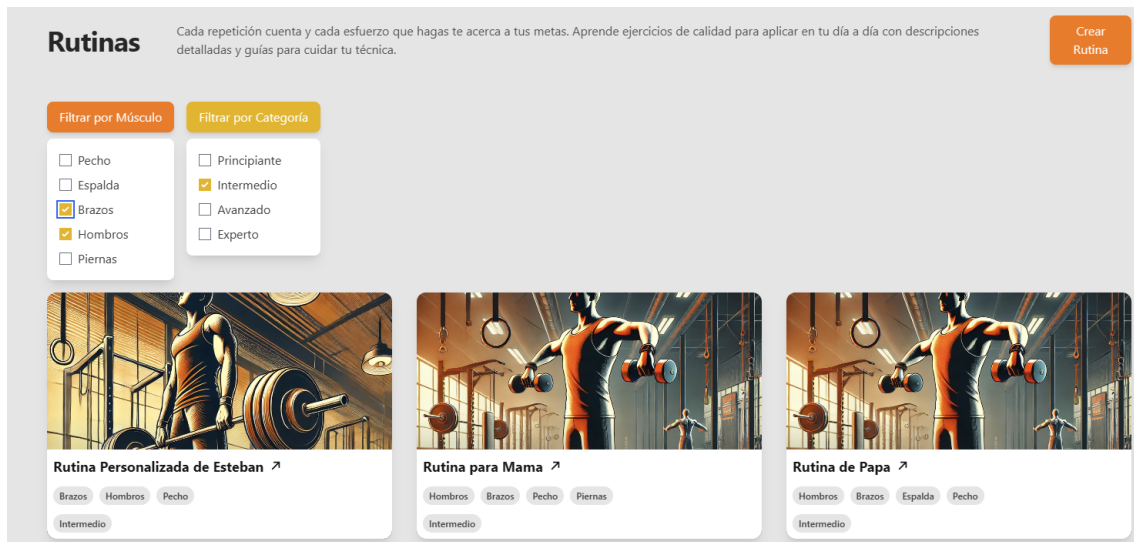 Rutinas
Cada repetición cuenta y cada esfuerzo que hagas te acerca a tus metas. Aprende ejercicios de calidad para aplicar en tu día a día con descripciones
detalladas y guías para cuidar tu técnica.
Crear
Rutina
Filtrar por Músculo
Pecho
Espalda
Brazos
Hombros
Piernas
Filtrar por Categoría
Principiante
Intermedio
Avanzado
Experto
Rutina Personalizada de Esteban ↗
Brazos Hombros Pecho
Intermedio
Rutina para Mama ↗
Hombros Brazos Pecho Piernas
Intermedio
Rutina de Papa ↗
Hombros Brazos Espalda Pecho
Intermedio